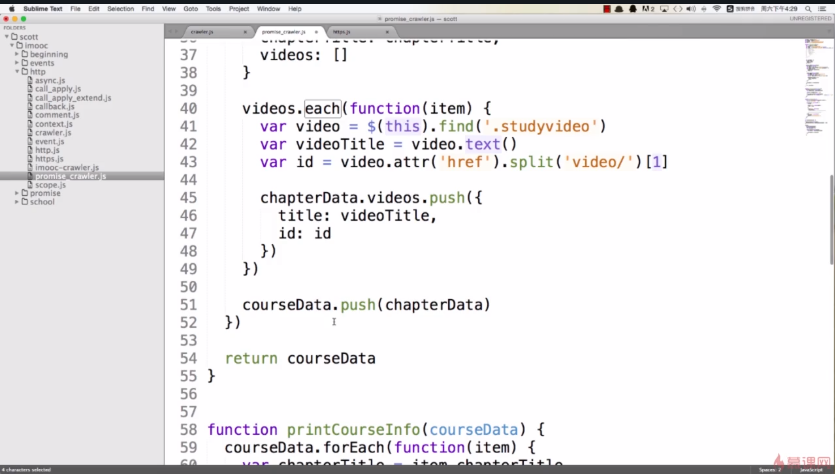 Sublime Text File Edit Selection Find View Goto Tools Project Window Help
周六下午4:29
promise_crawler.js — scott
UNREGISTERED
FOLDERS
scott
imooc
beginning
events
http
async.js
call_apply.js
call_apply_extend.js
callback.js
comment.js
context.js
crawler.js
event.js
http.js
https.js
imooc-crawler.js
promise_crawler.js
scope.js
promise
school
crawler.js
promise_crawler.js
https.js
36 chapterTitle: chapterTitle,
37 videos: []
38 }
39
40 videos.each(function(item) {
41 var video = $(this).find('.studyvideo')
42 var videoTitle = video.text()
43 var id = video.attr('href').split('video/')[1]
44
45 chapterData.videos.push({
46 title: videoTitle,
47 id: id
48 })
49 })
50
51 courseData.push(chapterData)
52 })
53
54 return courseData
55 }
56
57
58 function printCourseInfo(courseData) {
59 courseData.forEach(function(item) {
60 var chapterTitle = item.chapterTitle
4 characters selected
Spaces: 2
JavaScript
慕课网